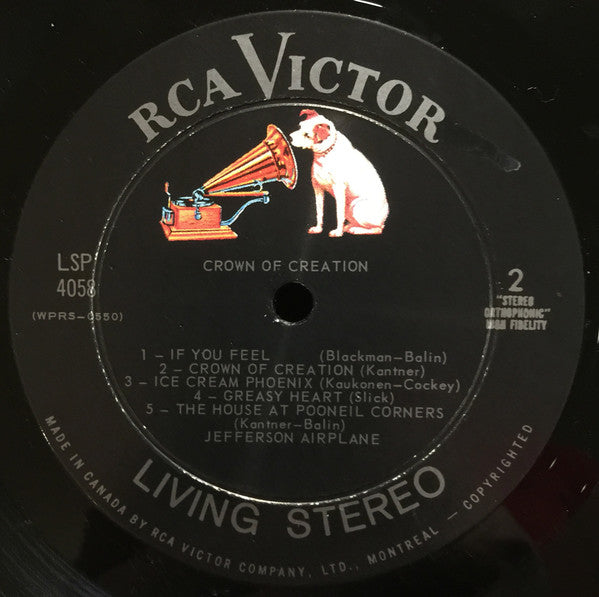 RCA VICTOR
CROWN OF CREATION
LSP
4058
(WPRS-0550)
2
"STEREO
ORTHOPHONIC"
HIGH FIDELITY
1 - IF YOU FEEL (Blackman-Balin)
2 - CROWN OF CREATION (Kantner)
3 - ICE CREAM PHOENIX (Kaukonen-Cockey)
4 - GREASY HEART (Slick)
5 - THE HOUSE AT POONEIL CORNERS
(Kantner-Balin)
JEFFERSON AIRPLANE
LIVING STEREO
MADE IN CANADA BY RCA VICTOR COMPANY, LTD., MONTREAL - COPYRIGHTED